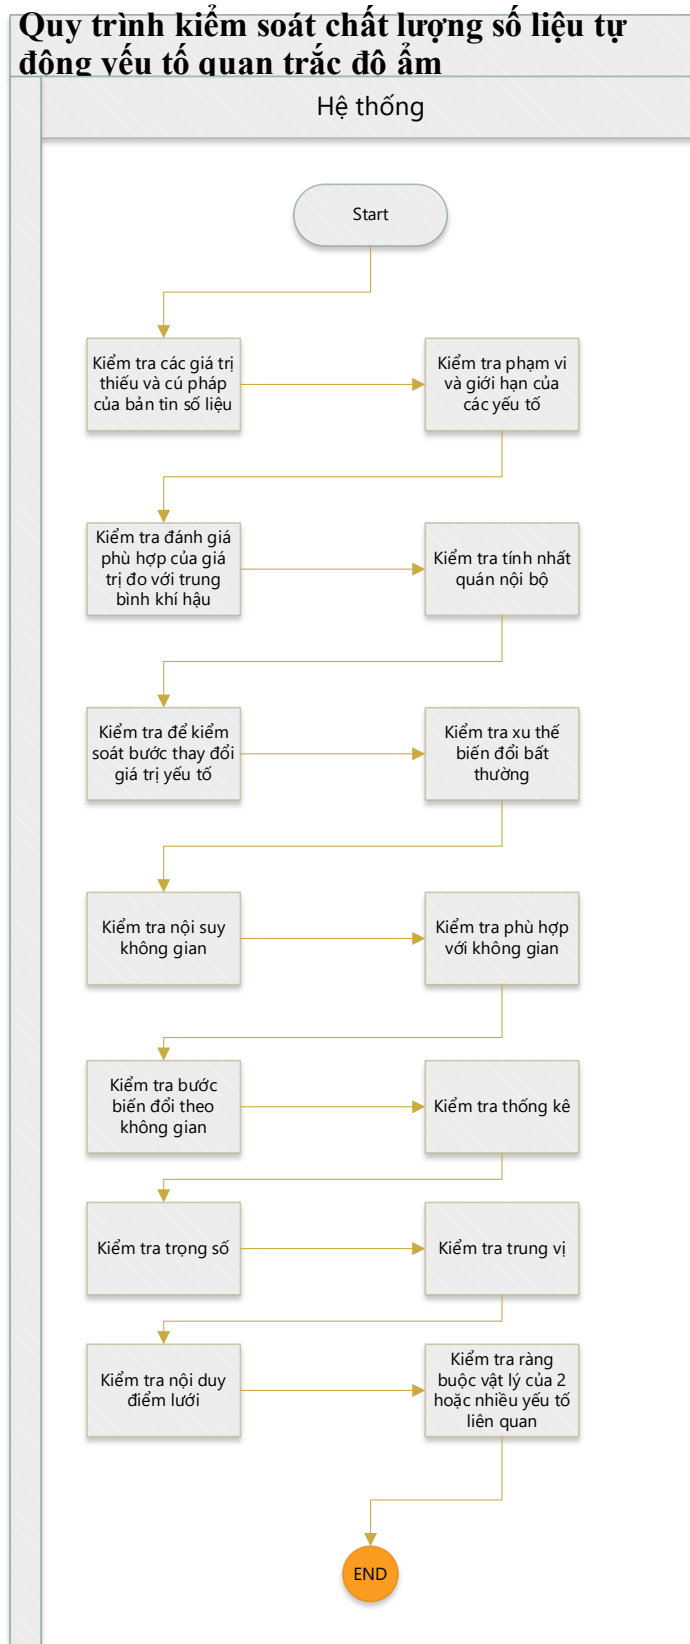 Quy trình kiểm soát chất lượng số liệu tự
động yếu tố quan trắc độ ẩm
Hệ thống
Start
Kiểm tra các giá trị
thiếu và cú pháp
của bản tin số liệu
Kiểm tra phạm vi
và giới hạn của
các yếu tố
Kiểm tra đánh giá
phù hợp của giá
trị đo với trung
bình khí hậu
Kiểm tra tính nhất
quán nội bộ
Kiểm tra để kiểm
soát bước thay đổi
giá trị yếu tố
Kiểm tra xu thế
biến đổi bất
thường
Kiểm tra nội suy
không gian
Kiểm tra phù hợp
với không gian
Kiểm tra bước
biến đổi theo
không gian
Kiểm tra thống kê
Kiểm tra trọng số
Kiểm tra trung vị
Kiểm tra nội duy
điểm lưới
Kiểm tra ràng
buộc vật lý của 2
hoặc nhiều yếu tố
liên quan
END